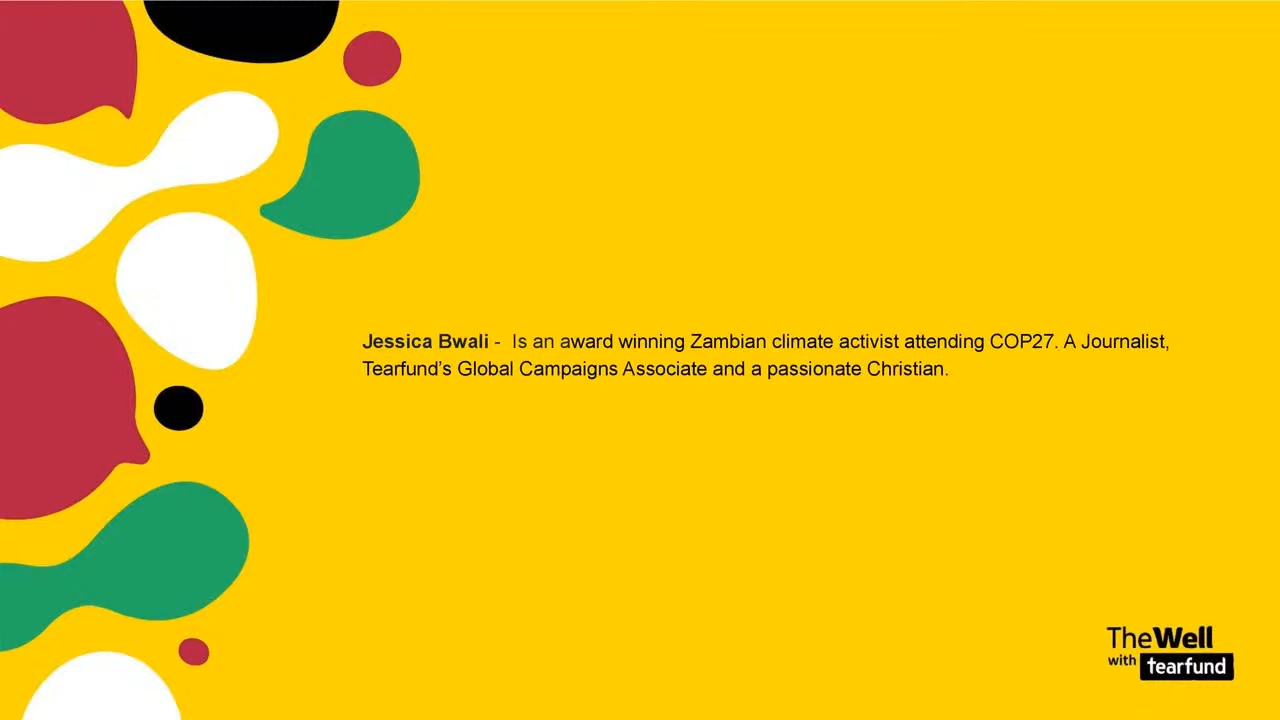 Jessica Bwali -  Is an award winning Zambian climate activist attending COP27. A Journalist,
Tearfund’s Global Campaigns Associate and a passionate Christian.
TheWell
with tearfund